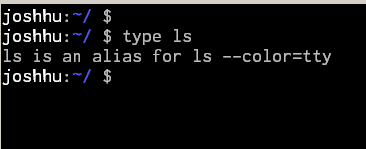 joshhu:~/ $
joshhu:~/ $ type ls
ls is an alias for ls --color=tty
joshhu:~/ $